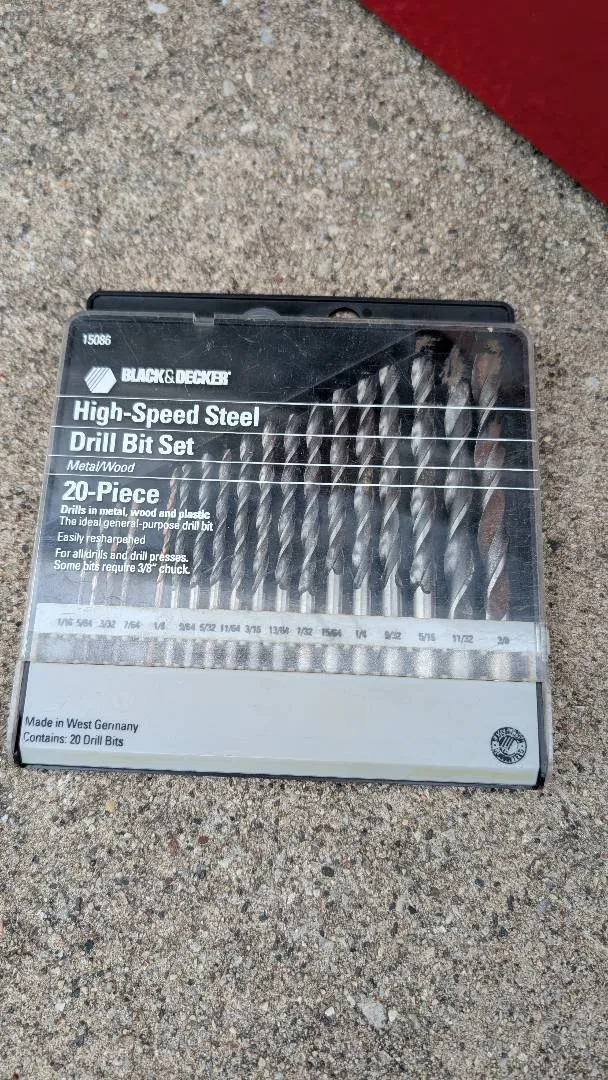 15086
BLACK&DECKER®
High-Speed Steel
Drill Bit Set
Metal/Wood
20-Piece
Drills in metal, wood and plastic
The ideal general-purpose drill bit
Easily resharpened
For all drills and drill presses.
Some bits require 3/8" chuck.
1/16 5/64 3/32 7/64 1/8 9/64 5/32 11/64 3/16 13/64 7/32 15/64 1/4 9/32 5/16 11/32 3/8
Made in West Germany
Contains: 20 Drill Bits